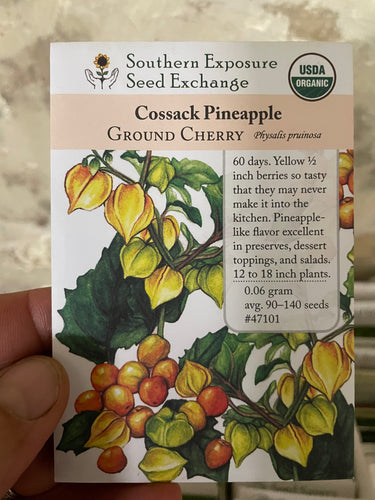 Southern Exposure
Seed Exchange
USDA
ORGANIC
Cossack Pineapple
GROUND CHERRY Physalis pruinosa
60 days. Yellow ½
inch berries so tasty
that they may never
make it into the
kitchen. Pineapple-
like flavor excellent
in preserves, dessert
toppings, and salads.
12 to 18 inch plants.
0.06 gram
avg. 90–140 seeds
#47101